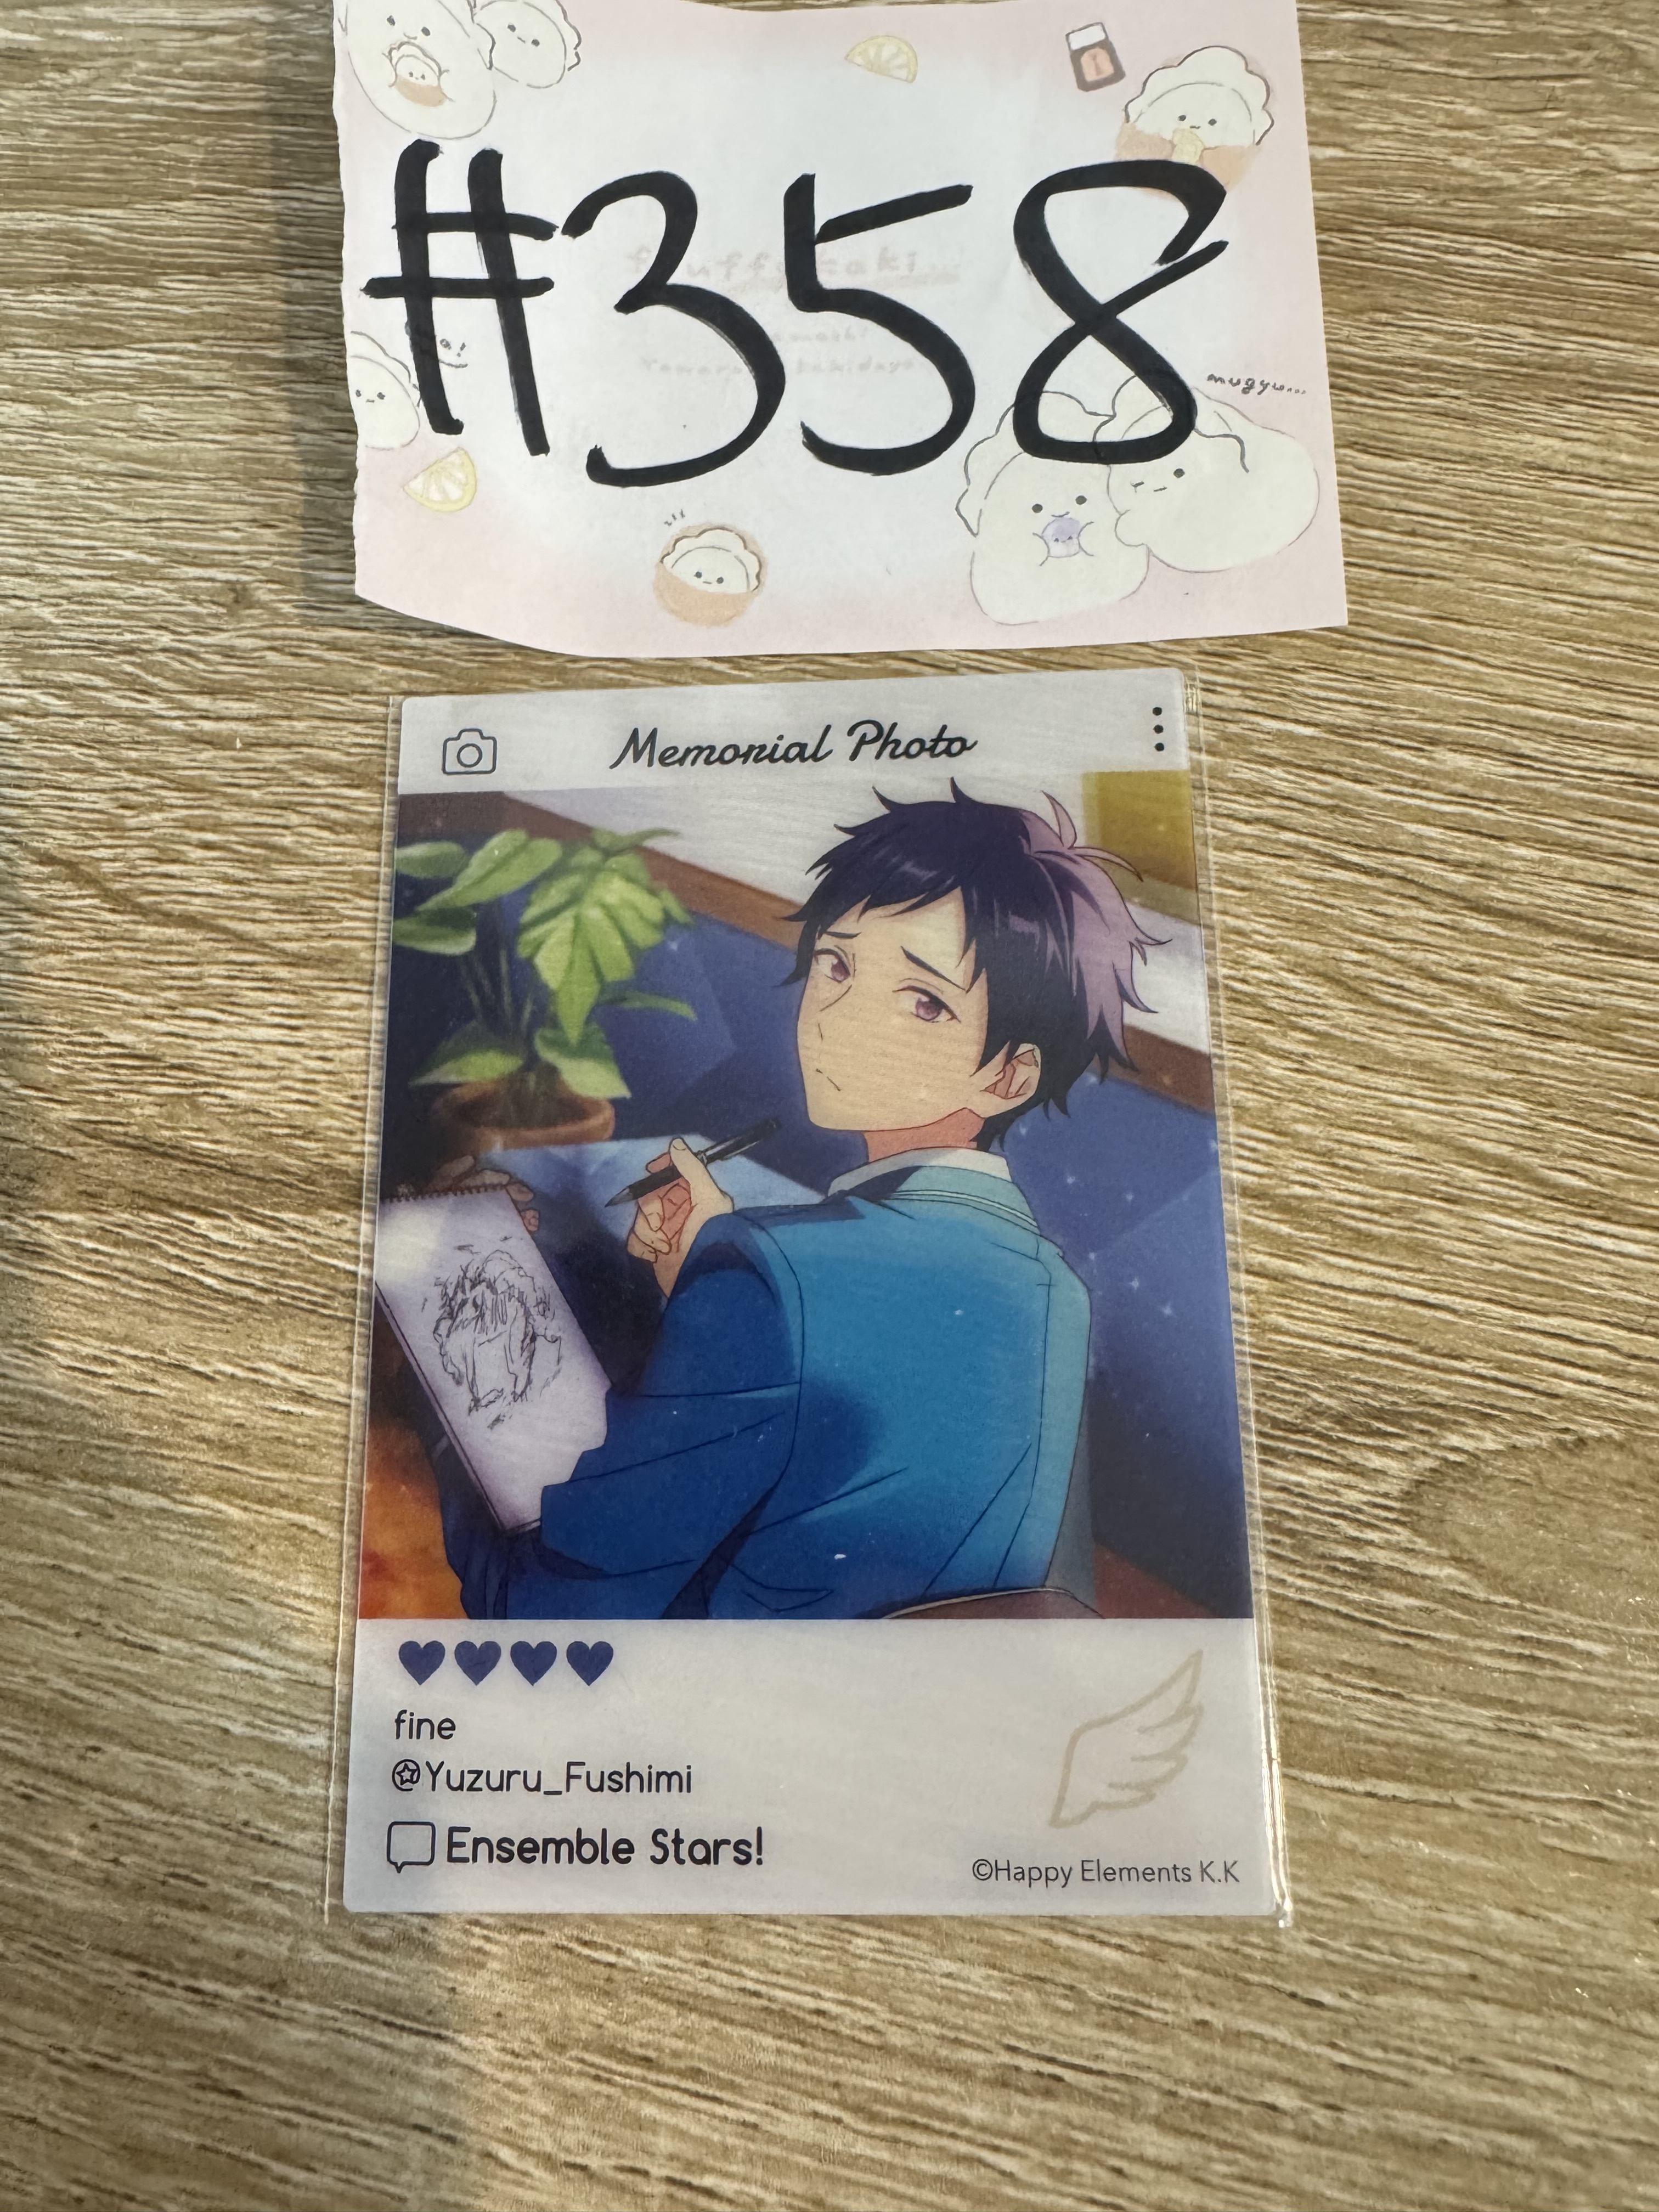 #358
mugyu...
Memorial Photo
fine
@Yuzuru_Fushimi
Ensemble Stars!
©Happy Elements K.K